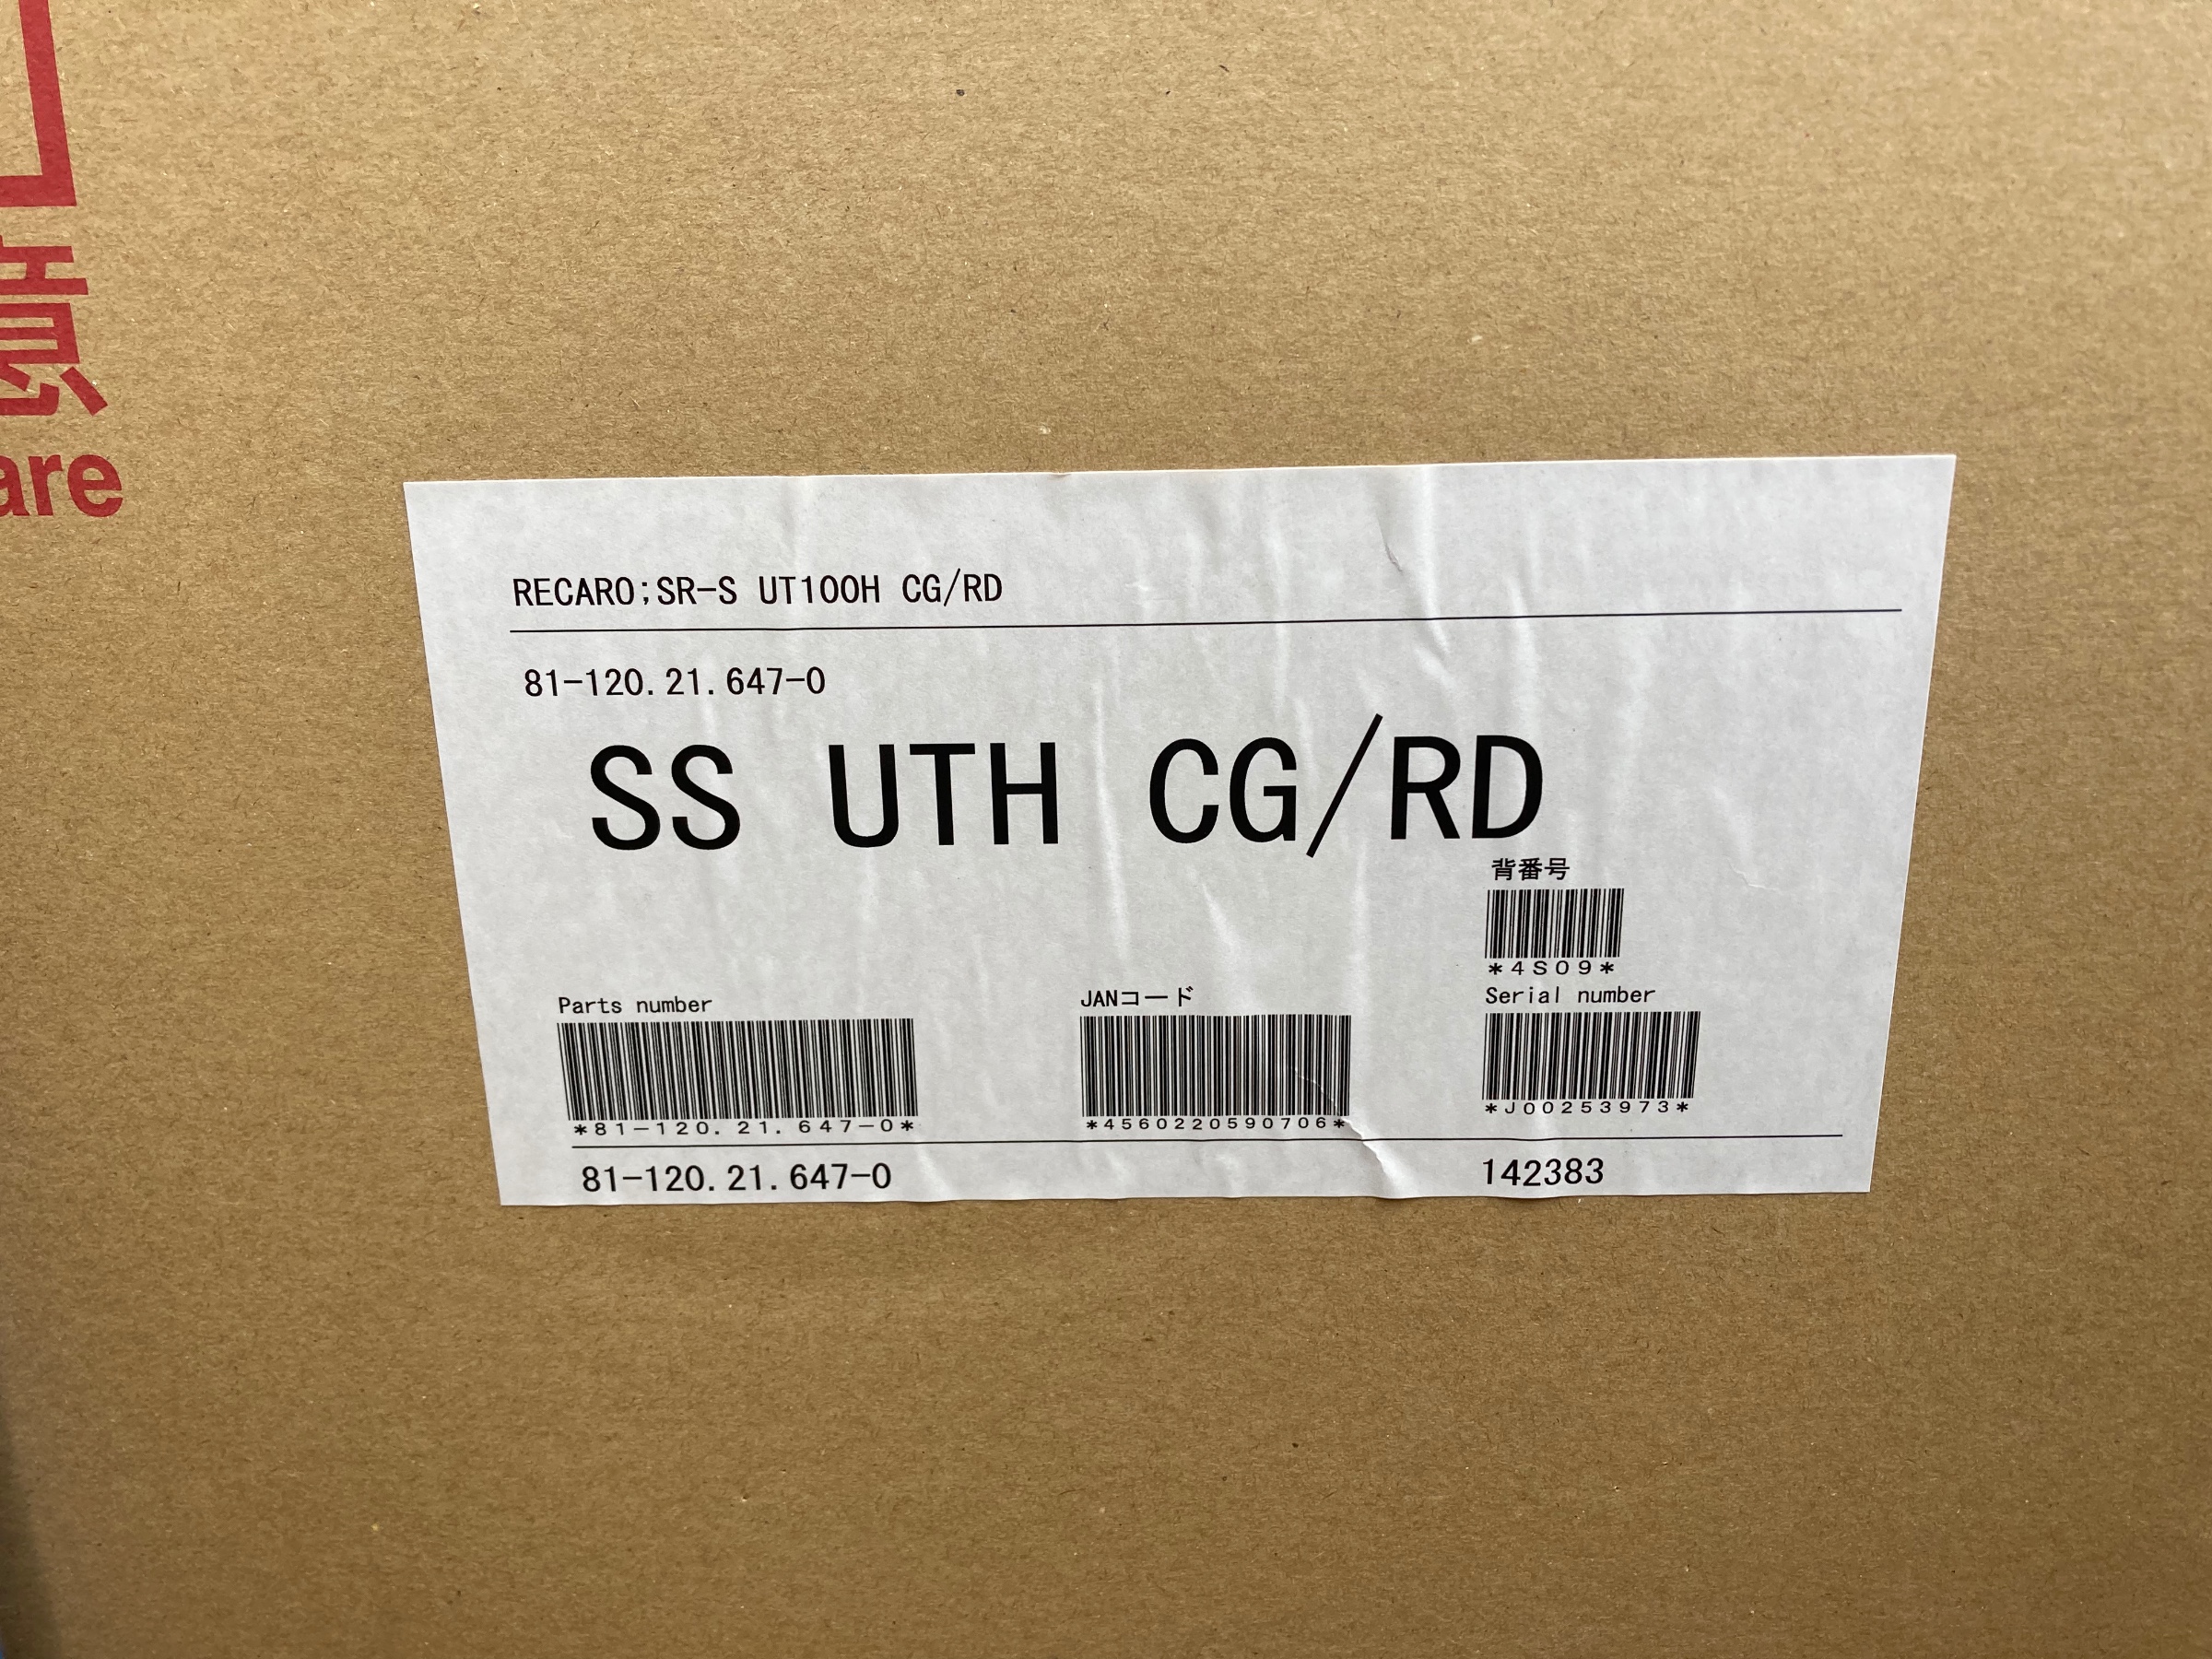 意
are
RECARO;SR-S UT100H CG/RD
81-120.21.647-0
SS UTH CG/RD
背番号
*4S09*
Parts number
JANコード
Serial number
*81-120.21.647-0*
*4560220590706*
*J00253973*
81-120.21.647-0
142383